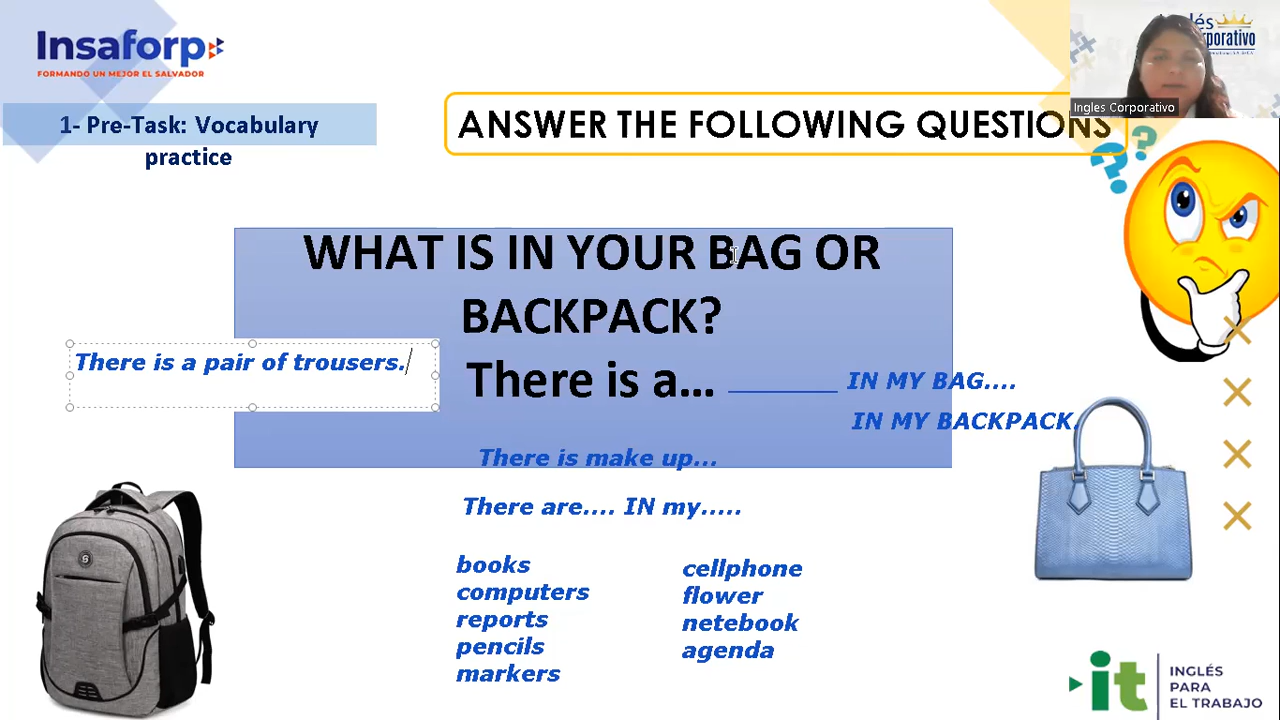 Insaforp
FORMANDO UN MEJOR EL SALVADOR
1- Pre-Task: Vocabulary
practice
ANSWER THE FOLLOWING QUESTIONS
Ingles Corporativo
WHAT IS IN YOUR BAG OR
BACKPACK?
There is a pair of trousers.
There is a... ________ IN MY BAG....
IN MY BACKPACK.
There is make up...
There are.... IN my.....
books
computers
reports
pencils
markers
cellphone
flower
netebook
agenda
it
INGLÉS
PARA
EL TRABAJO